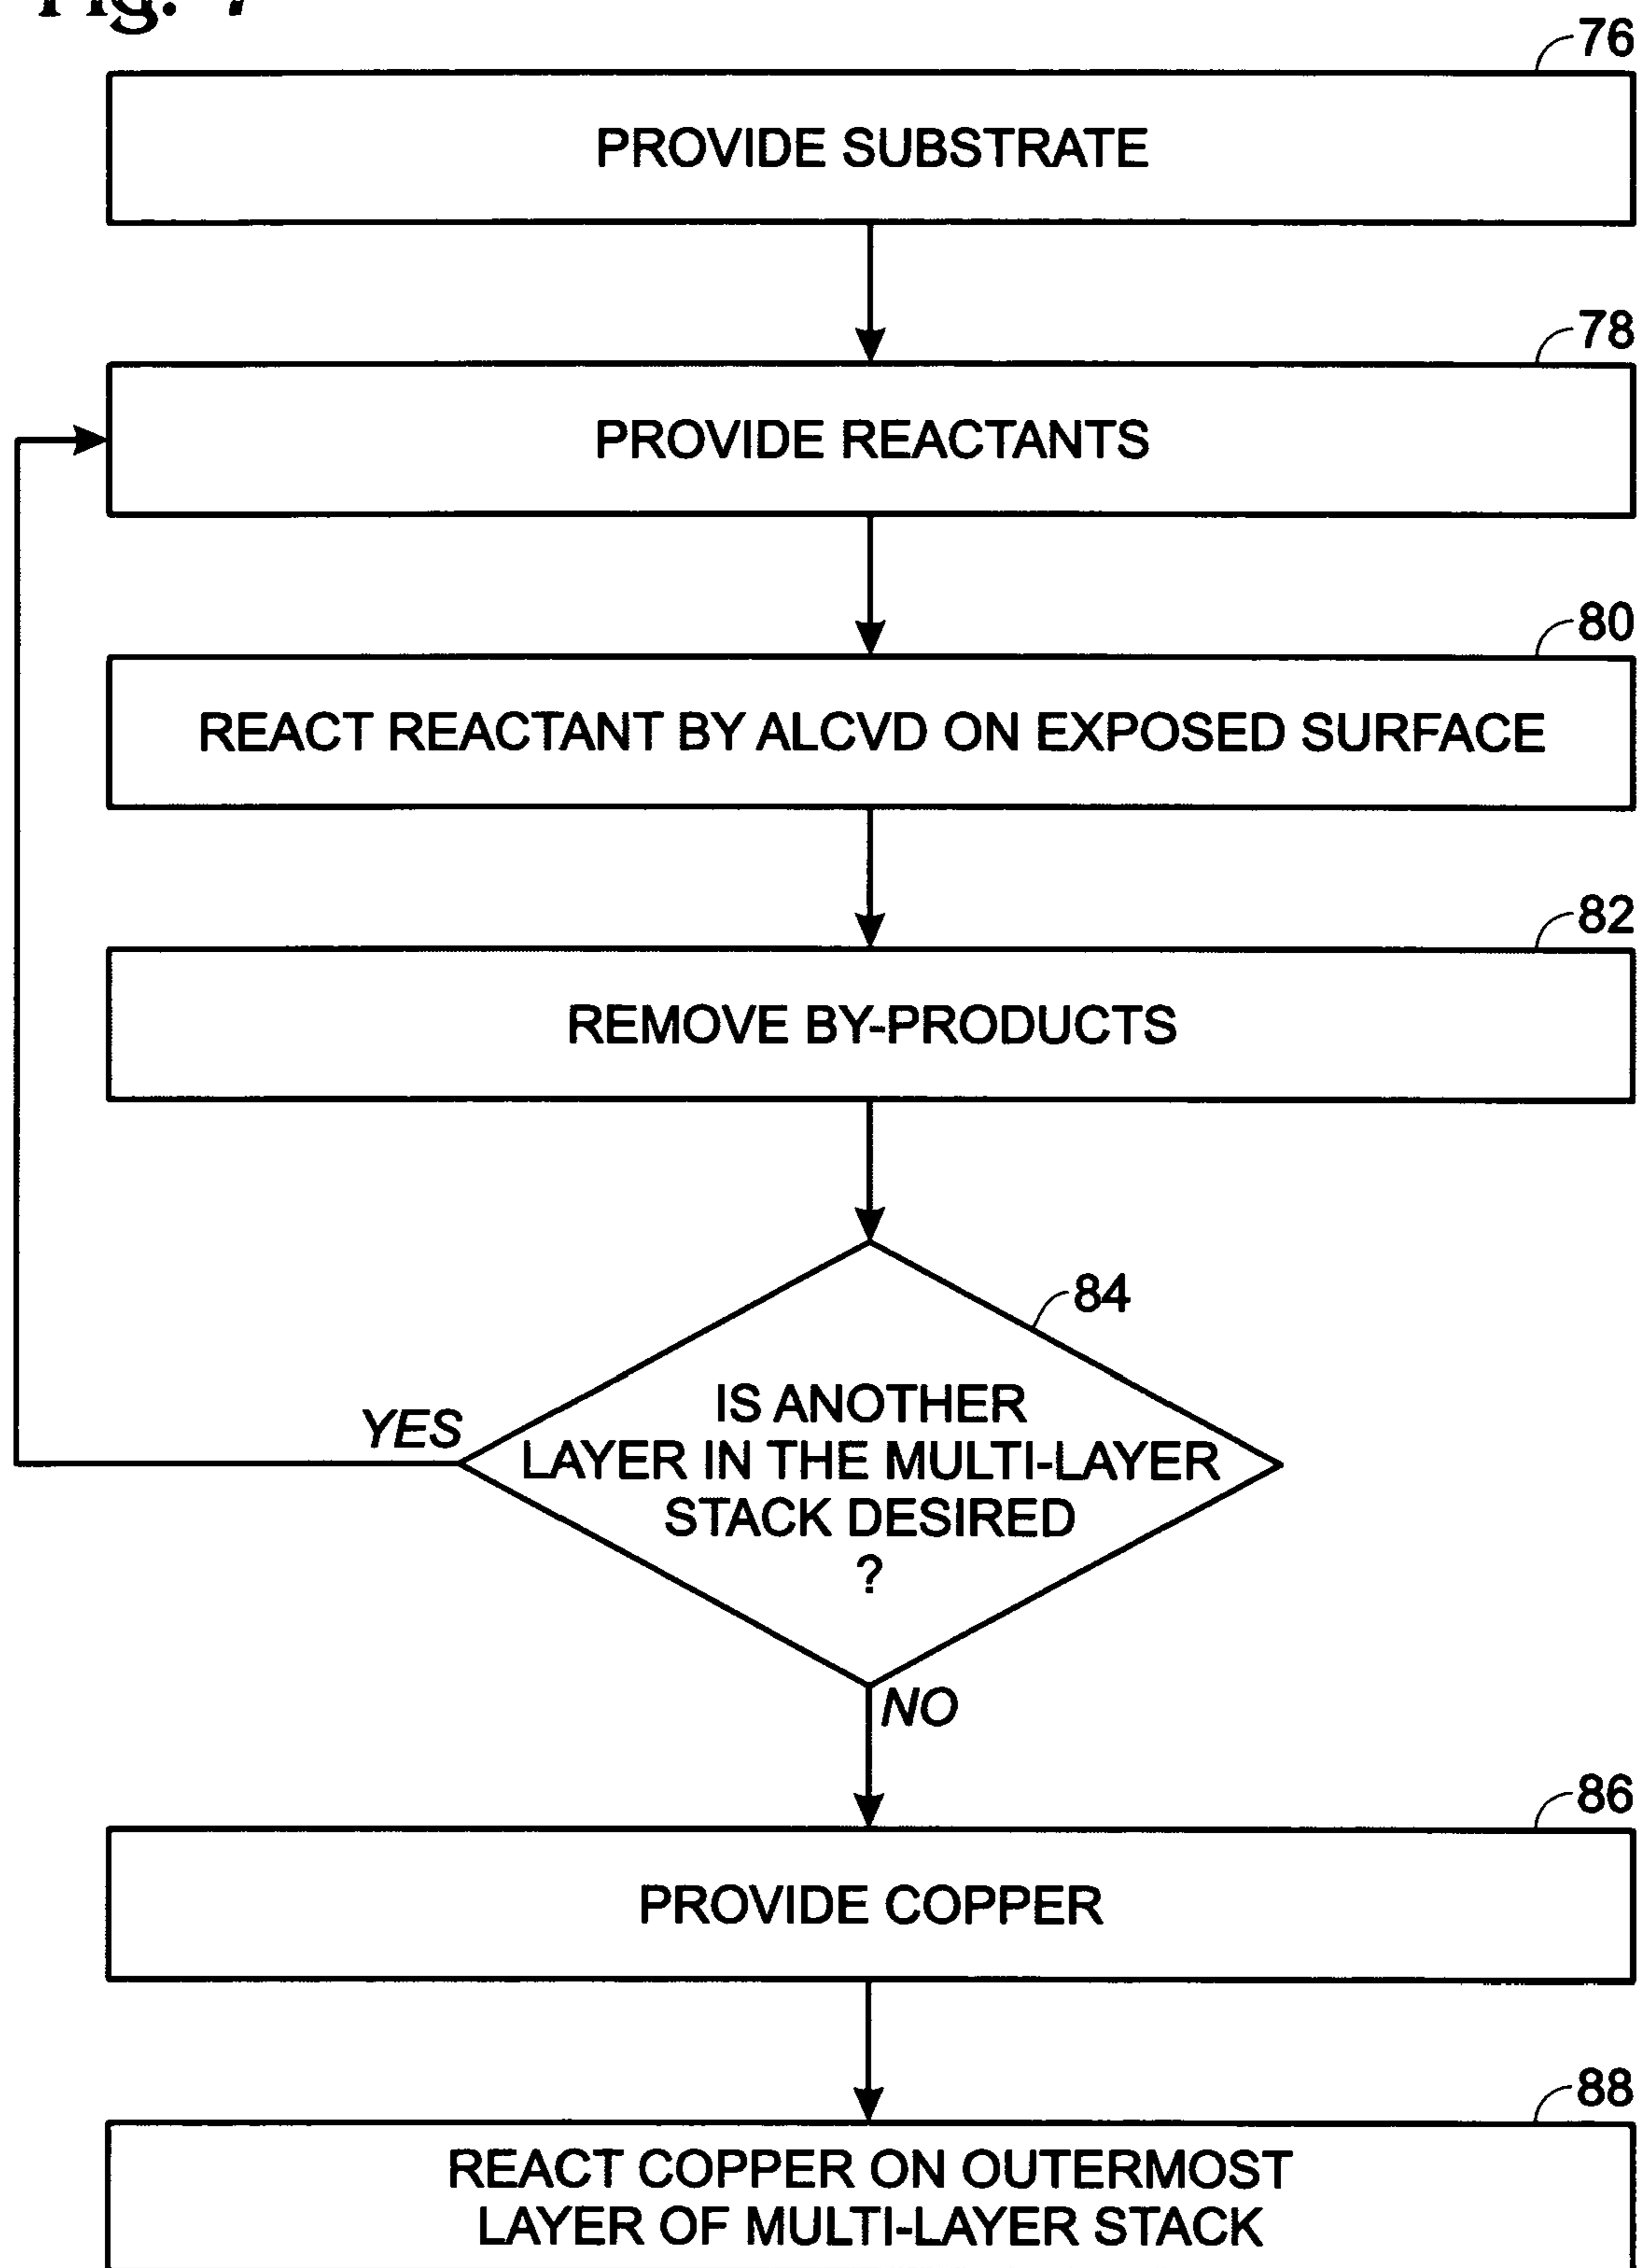 Fig.
76
PROVIDE SUBSTRATE
78
PROVIDE REACTANTS
80
REACT REACTANT BY ALCVD ON EXPOSED SURFACE
82
REMOVE BY-PRODUCTS
84
IS ANOTHER
LAYER IN THE MULTI-LAYER
STACK DESIRED
?
YES
NO
86
PROVIDE COPPER
88
REACT COPPER ON OUTERMOST
LAYER OF MULTI-LAYER STACK